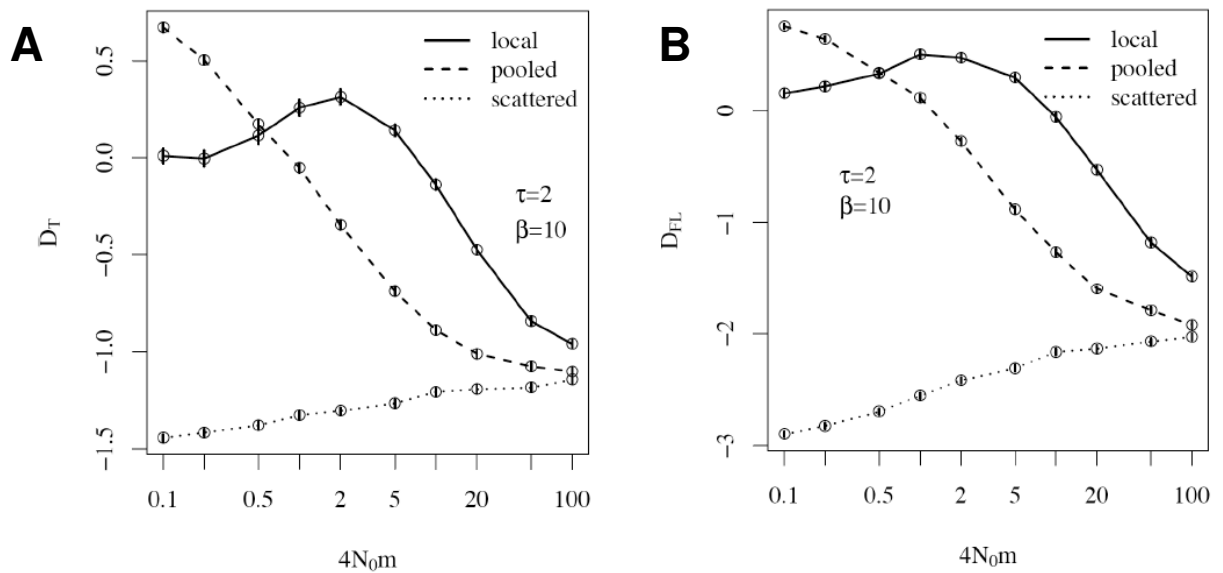 A
local
pooled
scattered
0.5
0.0
−0.5
−1.0
−1.5
D_T
τ=2
β=10
0.1
0.5
2
5
20
100
4N₀m
B
local
pooled
scattered
0
−1
−2
−3
D_FL
τ=2
β=10
0.1
0.5
2
5
20
100
4N₀m